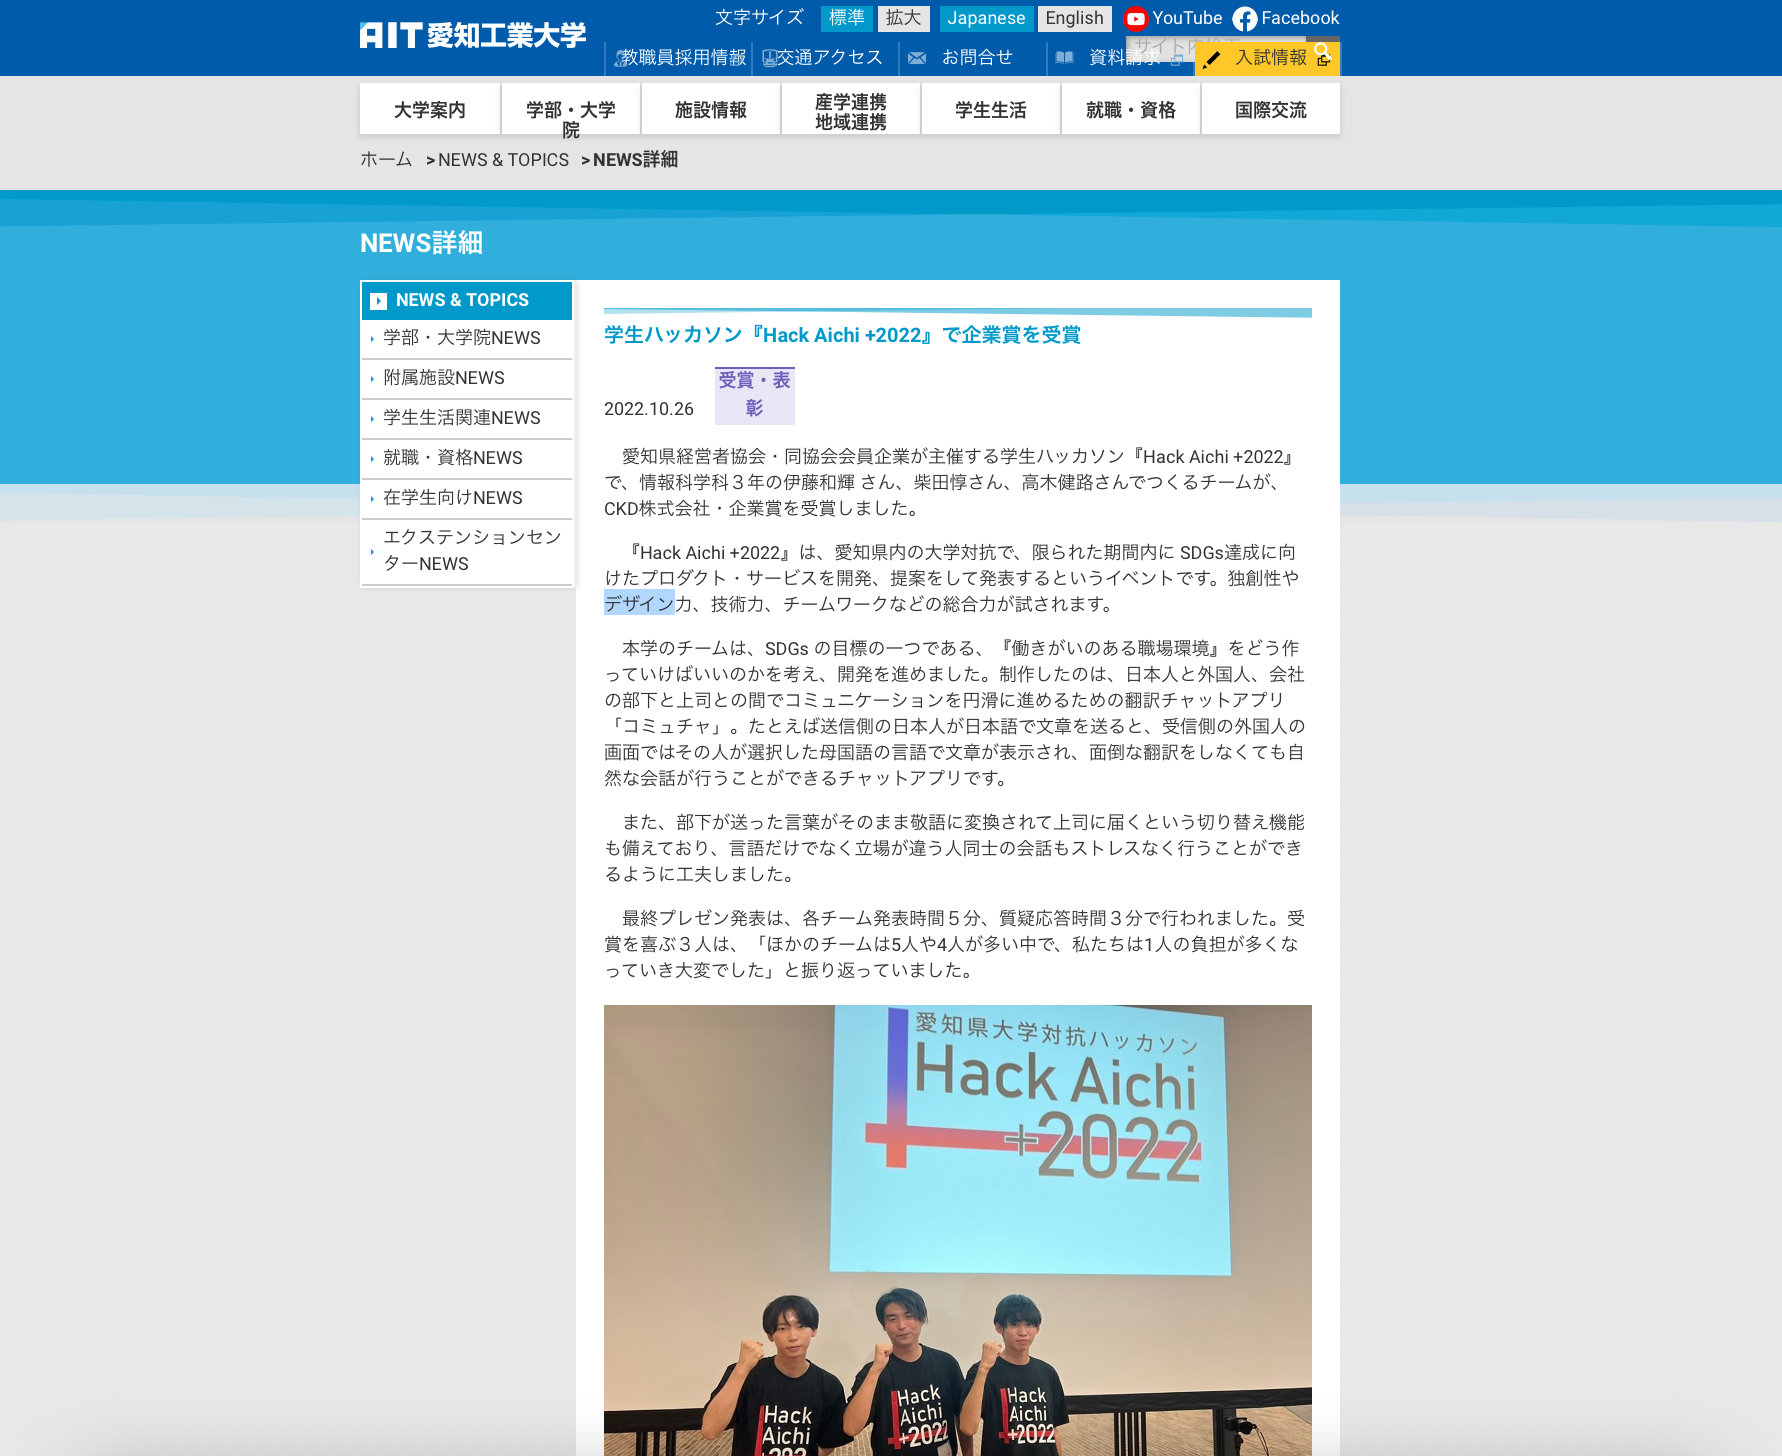 AIT 愛知工業大学
文字サイズ 標準 拡大 Japanese English YouTube Facebook
教職員採用情報 交通アクセス お問合せ 資料請求 入試情報
サイト内検索
大学案内 学部・大学院 施設情報 産学連携 地域連携 学生生活 就職・資格 国際交流
ホーム > NEWS & TOPICS > NEWS詳細
NEWS詳細
NEWS & TOPICS
学部・大学院NEWS
附属施設NEWS
学生生活関連NEWS
就職・資格NEWS
在学生向けNEWS
エクステンションセン
ターNEWS
学生ハッカソン『Hack Aichi +2022』で企業賞を受賞
2022.10.26 受賞・表彰
愛知県経営者協会・同協会会員企業が主催する学生ハッカソン『Hack Aichi +2022』
で、情報科学科３年の伊藤和輝 さん、柴田惇さん、高木健路さんでつくるチームが、
CKD株式会社・企業賞を受賞しました。
『Hack Aichi +2022』は、愛知県内の大学対抗で、限られた期間内に SDGs達成に向
けたプロダクト・サービスを開発、提案をして発表するというイベントです。独創性や
デザイン力、技術力、チームワークなどの総合力が試されます。
本学のチームは、SDGs の目標の一つである、『働きがいのある職場環境』をどう作
っていけばいいのかを考え、開発を進めました。制作したのは、日本人と外国人、会社
の部下と上司との間でコミュニケーションを円滑に進めるための翻訳チャットアプリ
「コミュチャ」。たとえば送信側の日本人が日本語で文章を送ると、受信側の外国人の
画面ではその人が選択した母国語の言語で文章が表示され、面倒な翻訳をしなくても自
然な会話が行うことができるチャットアプリです。
また、部下が送った言葉がそのまま敬語に変換されて上司に届くという切り替え機能
も備えており、言語だけでなく立場が違う人同士の会話もストレスなく行うことができ
るように工夫しました。
最終プレゼン発表は、各チーム発表時間５分、質疑応答時間３分で行われました。受
賞を喜ぶ３人は、「ほかのチームは5人や4人が多い中で、私たちは1人の負担が多くな
っていき大変でした」と振り返っていました。
愛知県大学対抗ハッカソン
Hack Aichi
+2022
Hack
Aichi
Hack
Aichi
+2022
Hack
Aichi
+2022